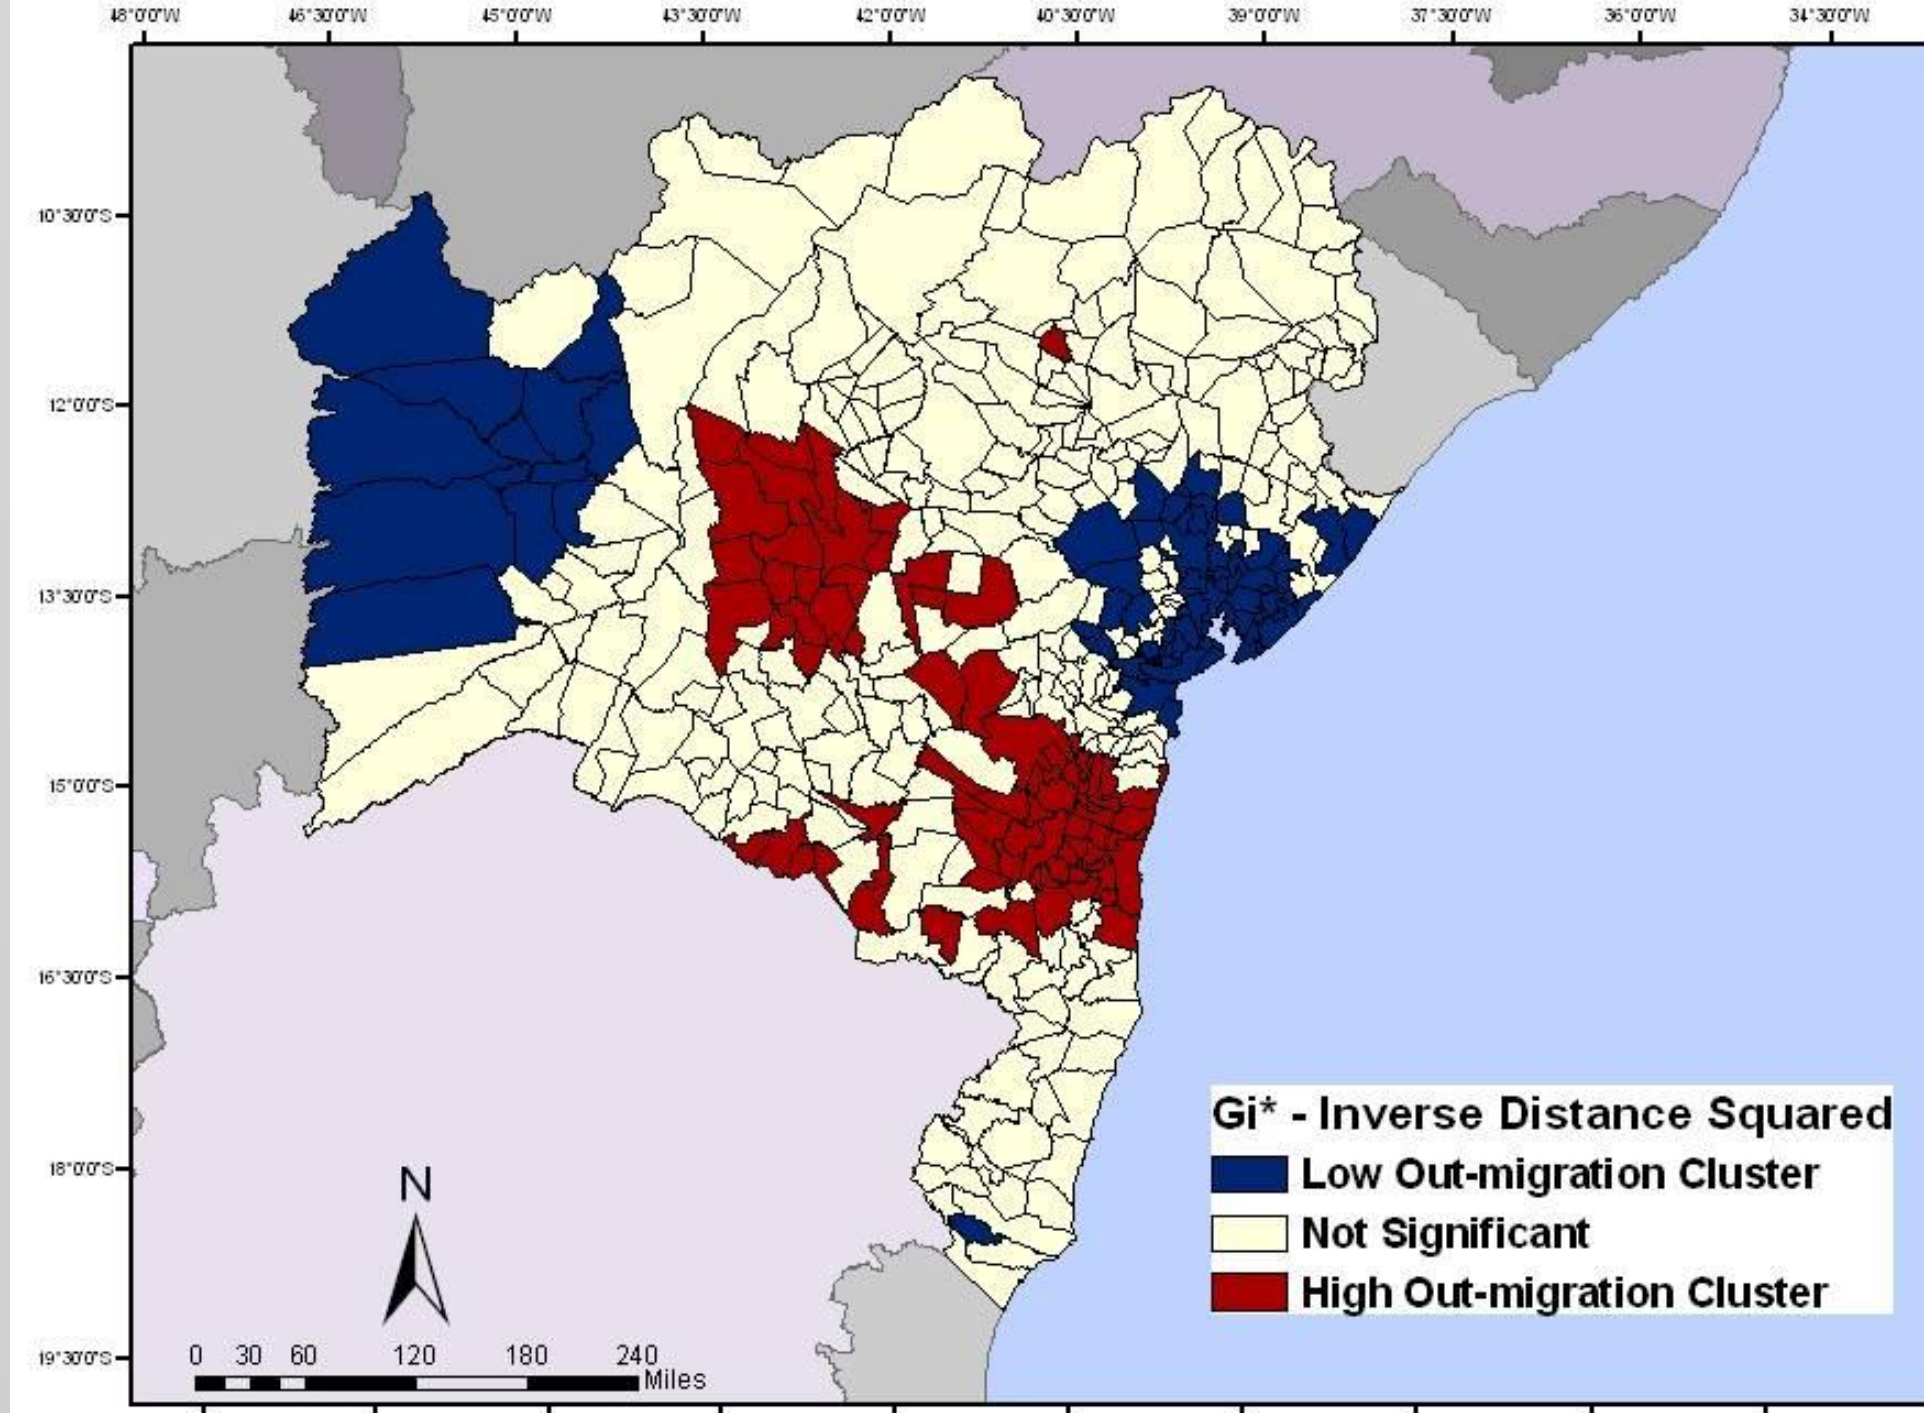 48°0'0"W 46°30'0"W 45°0'0"W 43°30'0"W 42°0'0"W 40°30'0"W 39°0'0"W 37°30'0"W 36°0'0"W 34°30'0"W
10°30'0"S
12°0'0"S
13°30'0"S
15°0'0"S
16°30'0"S
18°0'0"S
19°30'0"S
Gi* - Inverse Distance Squared
Low Out-migration Cluster
Not Significant
High Out-migration Cluster
N
0 30 60 120 180 240
Miles